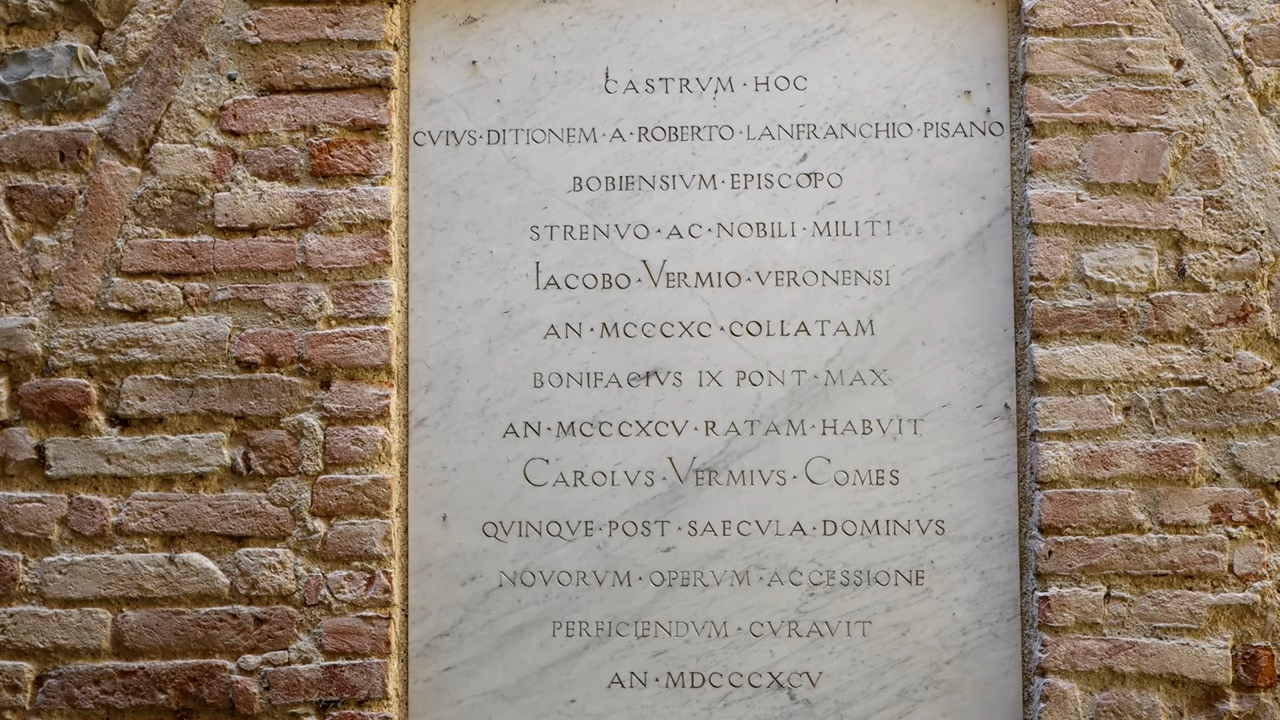 CASTRVM · HOC
CVIVS · DITIONEM · A · ROBERTO · LANFRANCHIO · PISANO
BOBIENSIVM · EPISCOPO
STRENVO · AC · NOBILI · MILITI
IACOBO · VERMIO · VERONENSI
AN · MCCCXC · COLLATAM
BONIFACIVS IX PONT · MAX
AN · MCCCXCV · RATAM · HABVIT
CAROLVS · VERMIVS · COMES
QVINQVE · POST · SAECVLA · DOMINVS
NOVORVM · OPERVM · ACCESSIONE
PERFICIENDVM · CVRAVIT
AN · MDCCCXCV